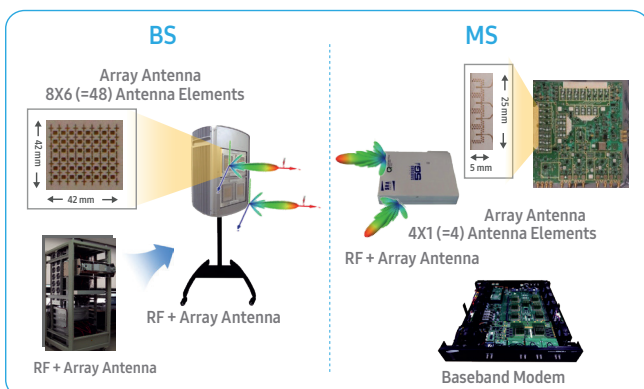 BS
Array Antenna
8X6 (=48) Antenna Elements
42 mm
42 mm
RF + Array Antenna
RF + Array Antenna
MS
25 mm
5 mm
Array Antenna
4X1 (=4) Antenna Elements
RF + Array Antenna
Baseband Modem